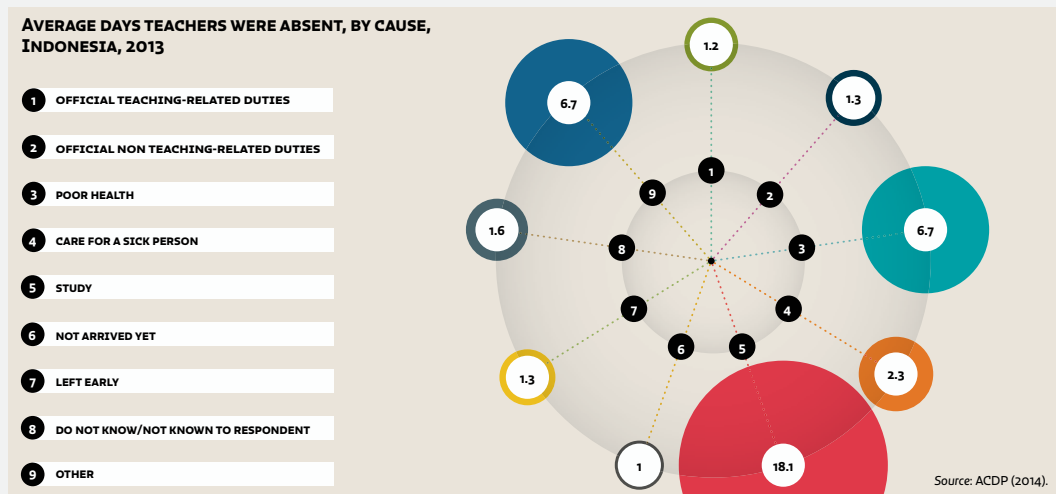 AVERAGE DAYS TEACHERS WERE ABSENT, BY CAUSE,
INDONESIA, 2013
1 OFFICIAL TEACHING-RELATED DUTIES
2 OFFICIAL NON TEACHING-RELATED DUTIES
3 POOR HEALTH
4 CARE FOR A SICK PERSON
5 STUDY
6 NOT ARRIVED YET
7 LEFT EARLY
8 DO NOT KNOW/NOT KNOWN TO RESPONDENT
9 OTHER
1.2
1.3
6.7
2.3
18.1
1
1.3
1.6
6.7
1
2
3
4
5
6
7
8
9
Source: ACDP (2014).